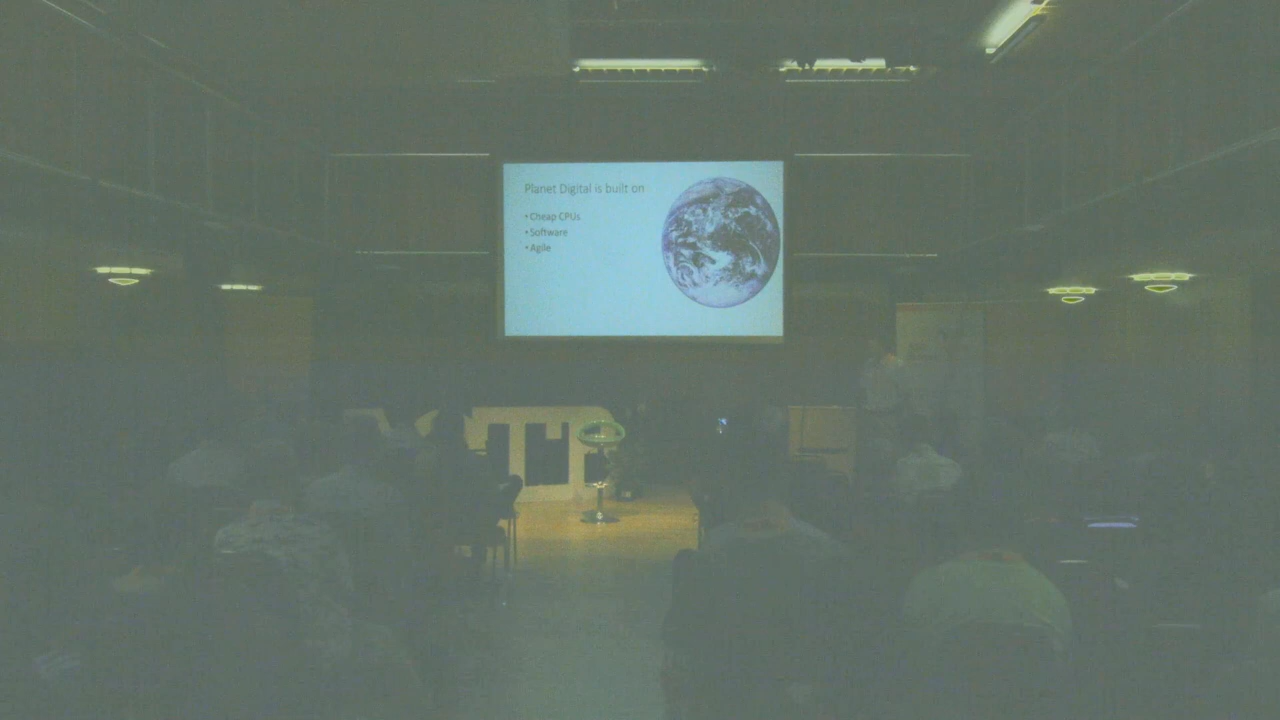 Planet Digital is built on
• Cheap CPUs
• Software
• Agile